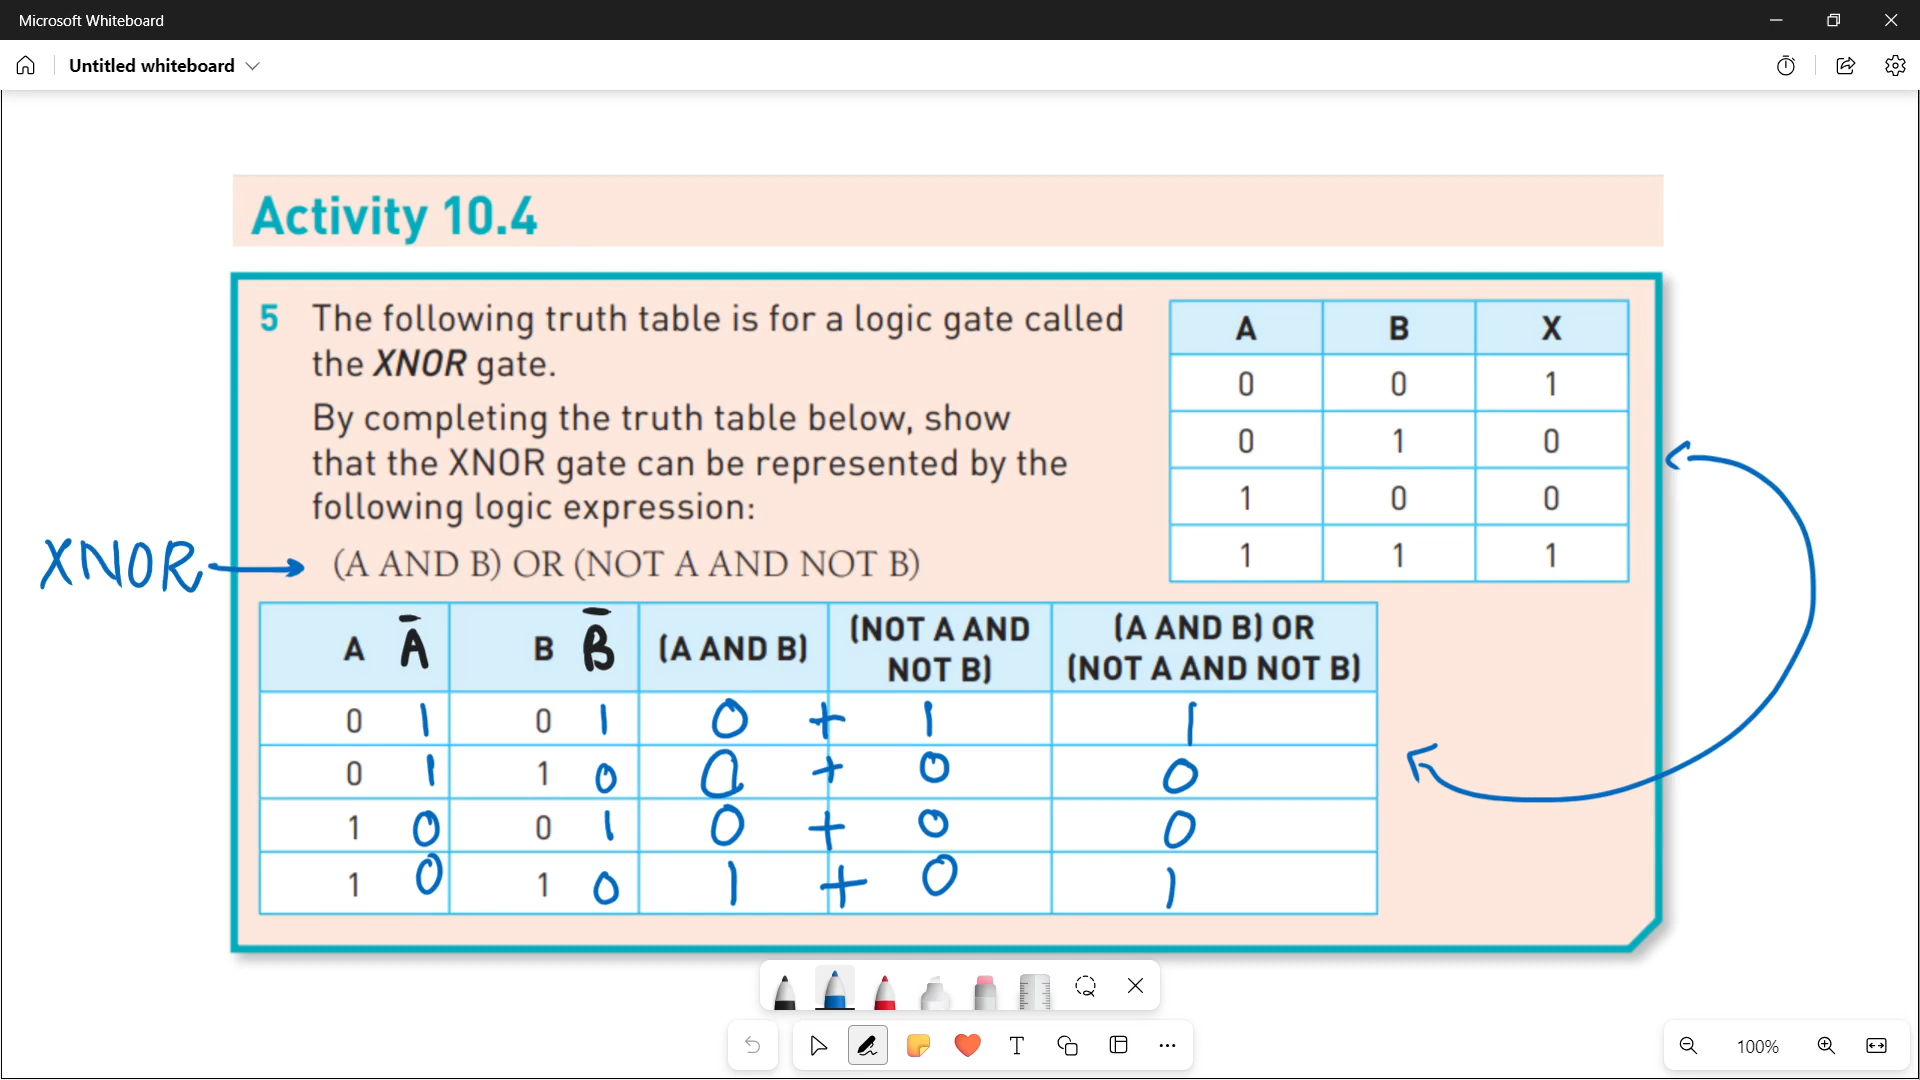 Microsoft Whiteboard
Untitled whiteboard
Activity 10.4
5 The following truth table is for a logic gate called
the XNOR gate.
By completing the truth table below, show
that the XNOR gate can be represented by the
following logic expression:
XNOR → (A AND B) OR (NOT A AND NOT B)
A B X
0 0 1
0 1 0
1 0 0
1 1 1
A Ā B B̄ (A AND B) (NOT A AND NOT B) (A AND B) OR (NOT A AND NOT B)
0 1 0 1 0 + 1 1
0 1 1 0 0 + 0 0
1 0 0 1 0 + 0 0
1 0 1 0 1 + 0 1
100%